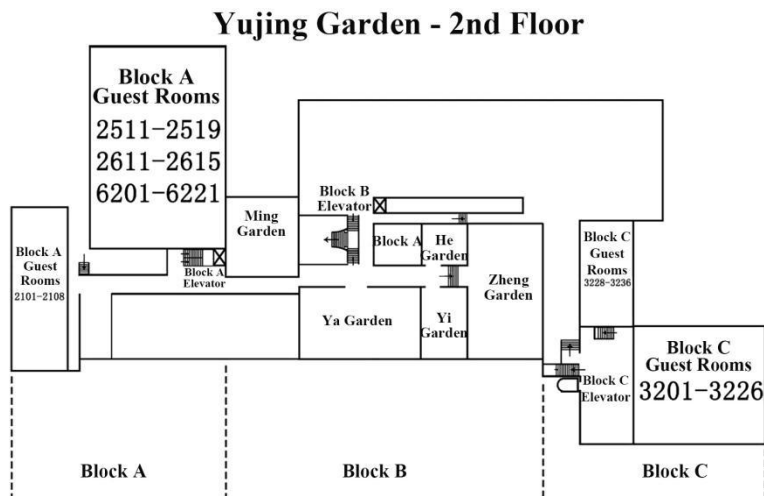 Yujing Garden - 2nd Floor
Block A
Guest Rooms
2511-2519
2611-2615
6201-6221
Block A
Guest
Rooms
2101-2108
Ming
Garden
Block A
Elevator
Block B
Elevator
Block A
He
Garden
Zheng
Garden
Ya Garden
Yi
Garden
Block C
Guest
Rooms
3228-3236
Block C
Elevator
Block C
Guest Rooms
3201-3226
Block A
Block B
Block C